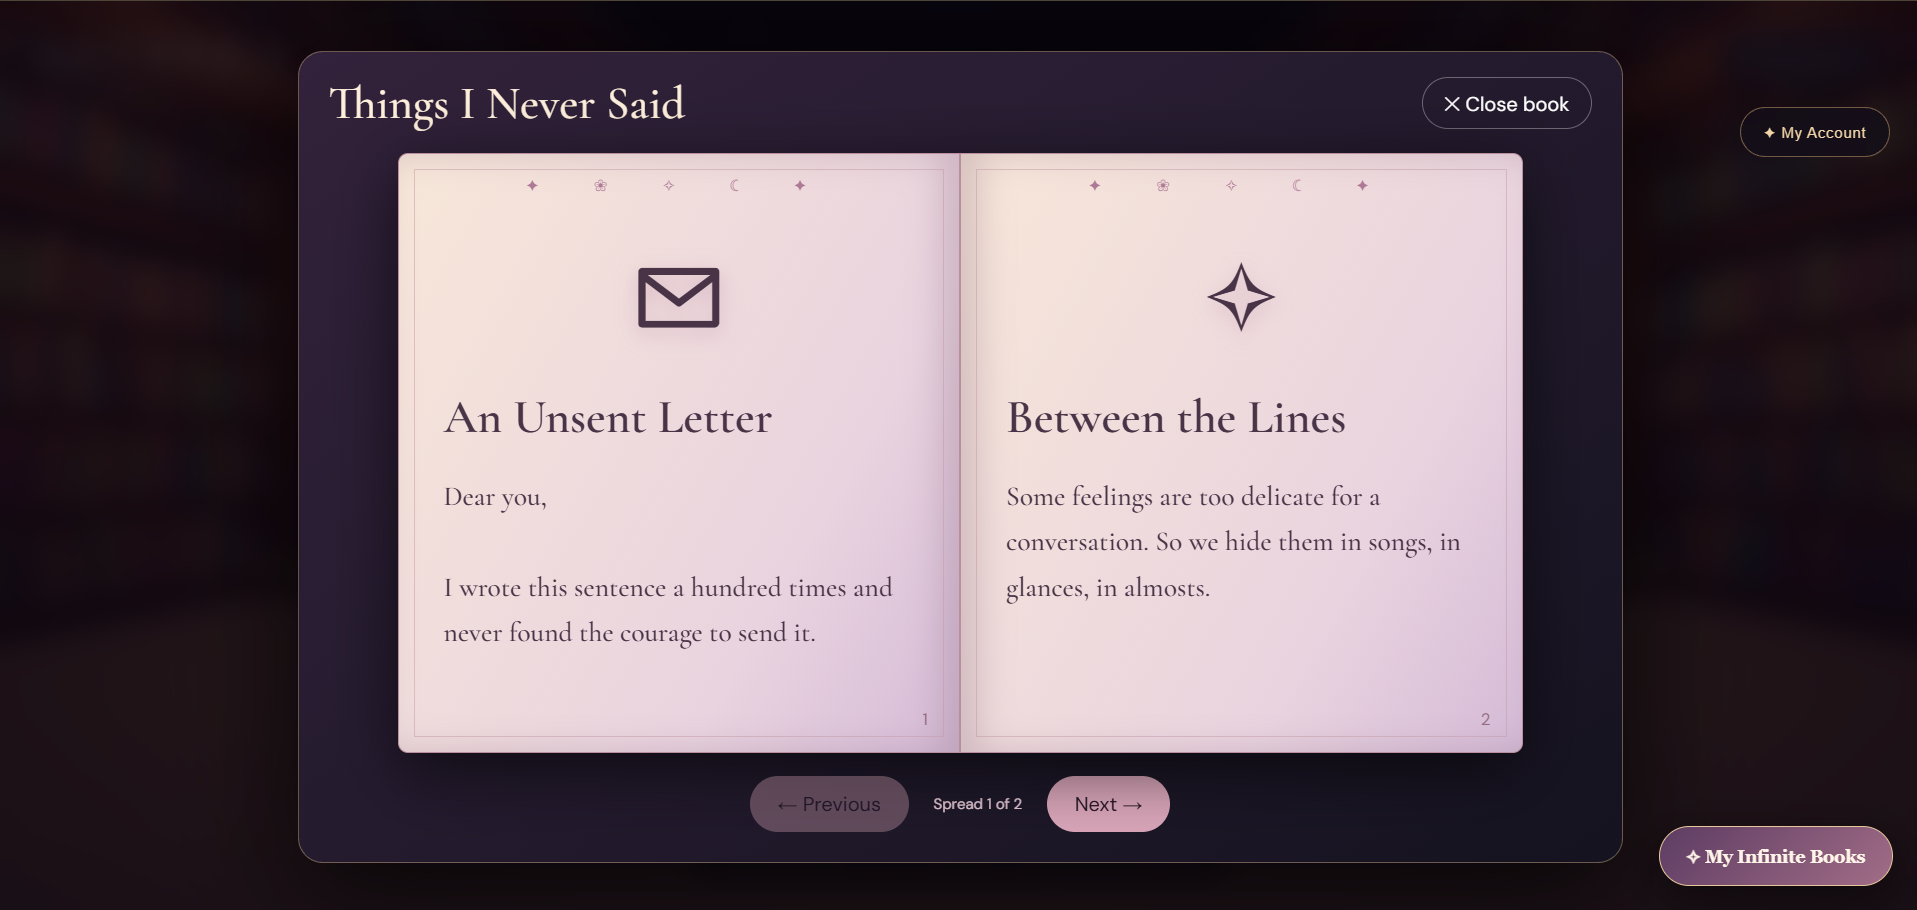 Things I Never Said
✕ Close book
✦ My Account
An Unsent Letter
Dear you,
I wrote this sentence a hundred times and
never found the courage to send it.
1
Between the Lines
Some feelings are too delicate for a
conversation. So we hide them in songs, in
glances, in almosts.
2
← Previous
Spread 1 of 2
Next →
✧ My Infinite Books